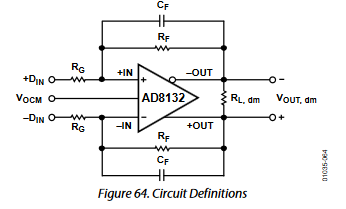 CF
RF
RG
+DIN
+IN
–OUT
–
VOCM
AD8132
RL, dm
VOUT, dm
–DIN
RG
–IN
+OUT
+
RF
CF
01035-064
Figure 64. Circuit Definitions